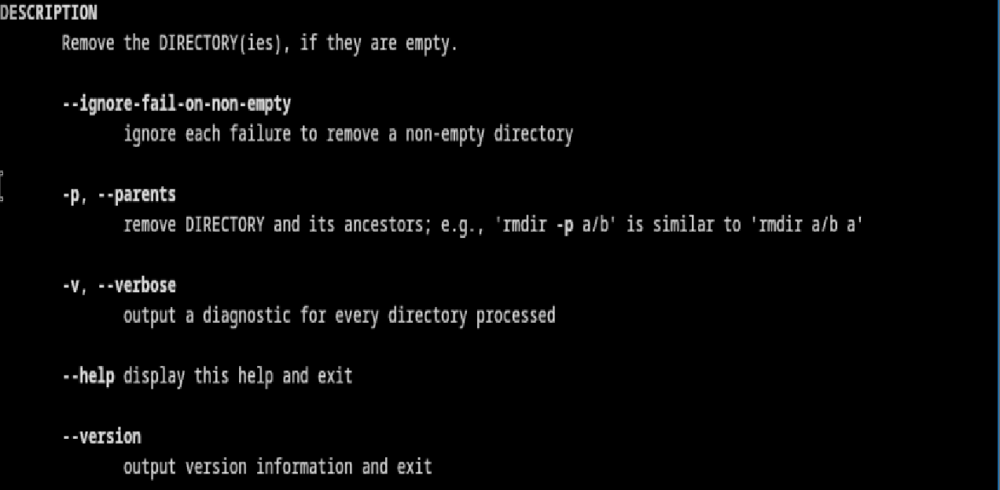 DESCRIPTION
Remove the DIRECTORY(ies), if they are empty.
--ignore-fail-on-non-empty
ignore each failure to remove a non-empty directory
-p, --parents
remove DIRECTORY and its ancestors; e.g., 'rmdir -p a/b' is similar to 'rmdir a/b a'
-v, --verbose
output a diagnostic for every directory processed
--help display this help and exit
--version
output version information and exit